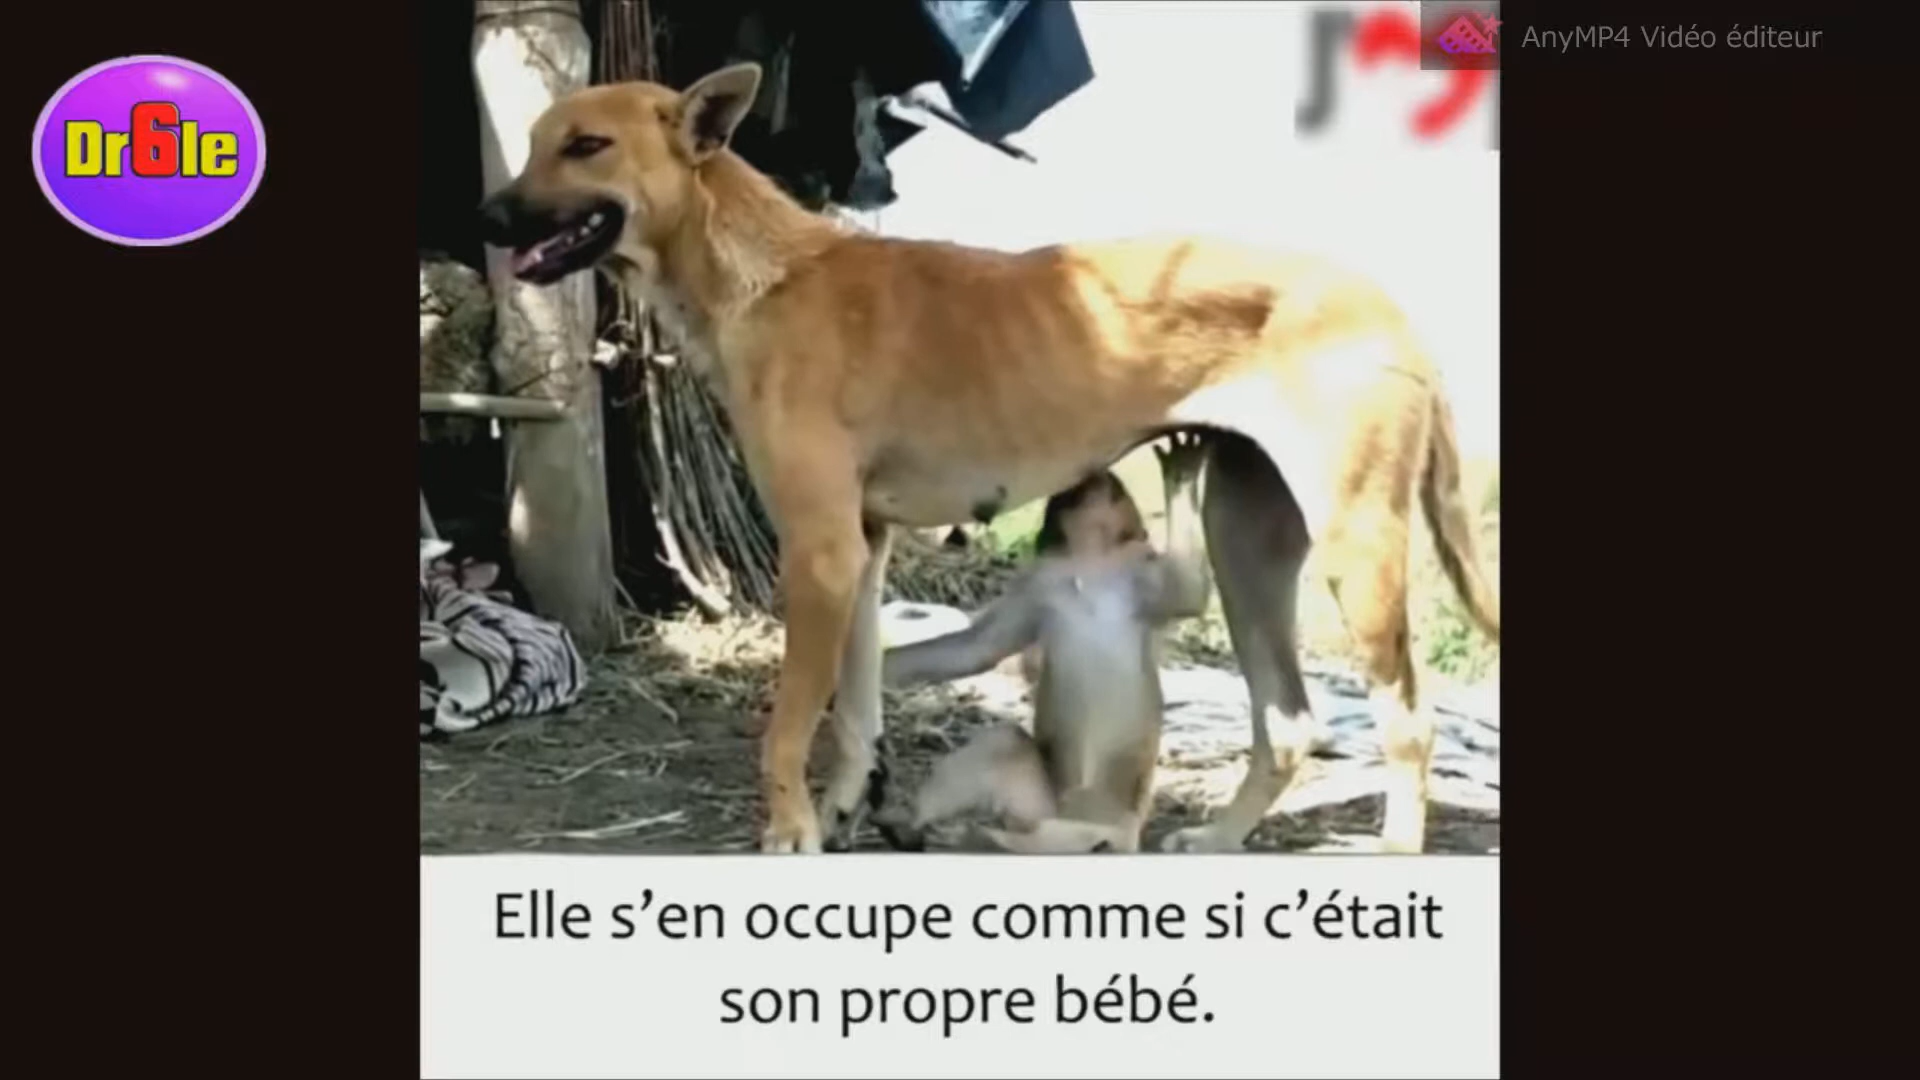 Dr6le
AnyMP4 Vidéo éditeur
Elle s’en occupe comme si c’était
son propre bébé.